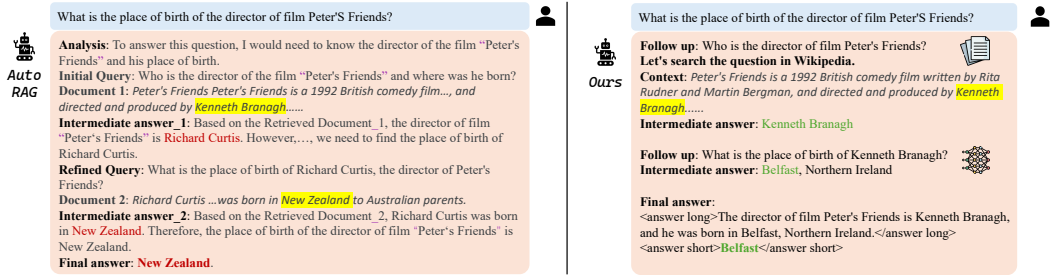 What is the place of birth of the director of film Peter'S Friends?
Auto
RAG
Analysis: To answer this question, I would need to know the director of the film “Peter's
Friends” and his place of birth.
Initial Query: Who is the director of the film “Peter's Friends” and where was he born?
Document 1: Peter's Friends Peter's Friends is a 1992 British comedy film…, and
directed and produced by Kenneth Branagh……
Intermediate answer_1: Based on the Retrieved Document_1, the director of film
“Peter‘s Friends” is Richard Curtis. However,…, we need to find the place of birth of
Richard Curtis.
Refined Query: What is the place of birth of Richard Curtis, the director of Peter's
Friends?
Document 2: Richard Curtis …was born in New Zealand to Australian parents.
Intermediate answer_2: Based on the Retrieved Document_2, Richard Curtis was born
in New Zealand. Therefore, the place of birth of the director of film "Peter‘s Friends" is
New Zealand.
Final answer: New Zealand.
What is the place of birth of the director of film Peter'S Friends?
Ours
Follow up: Who is the director of film Peter's Friends?
Let's search the question in Wikipedia.
Context: Peter's Friends is a 1992 British comedy film written by Rita
Rudner and Martin Bergman, and directed and produced by Kenneth
Branagh……
Intermediate answer: Kenneth Branagh
Follow up: What is the place of birth of Kenneth Branagh?
Intermediate answer: Belfast, Northern Ireland
Final answer:
<answer long>The director of film Peter's Friends is Kenneth Branagh,
and he was born in Belfast, Northern Ireland.</answer long>
<answer short>Belfast</answer short>